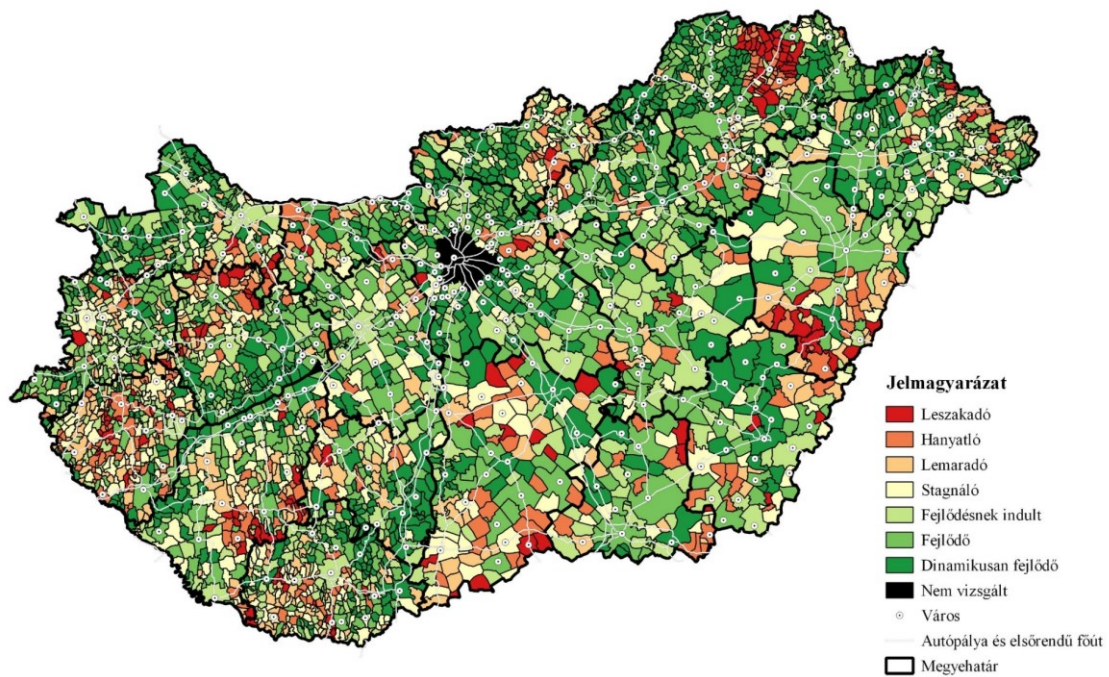 Jelmagyarázat
Leszakadó
Hanyatló
Lemaradó
Stagnáló
Fejlődésnek indult
Fejlődő
Dinamikusan fejlődő
Nem vizsgált
Város
Autópálya és elsőrendű főút
Megyehatár